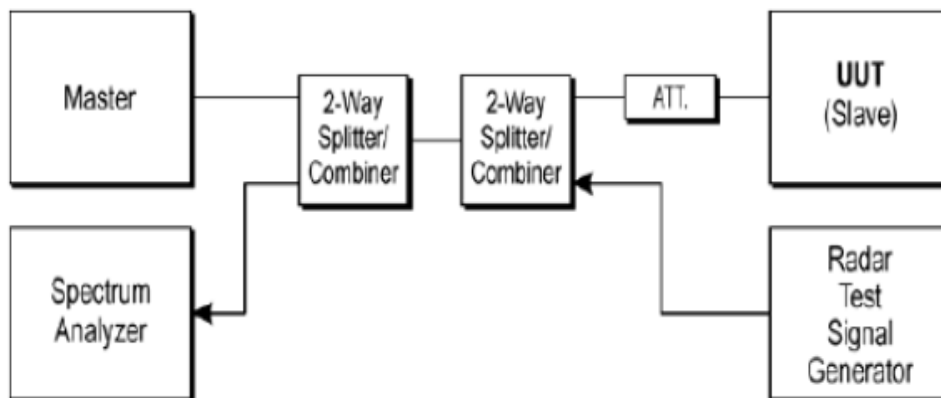 Master
2-Way
Splitter/
Combiner
2-Way
Splitter/
Combiner
ATT.
UUT
(Slave)
Spectrum
Analyzer
Radar
Test
Signal
Generator